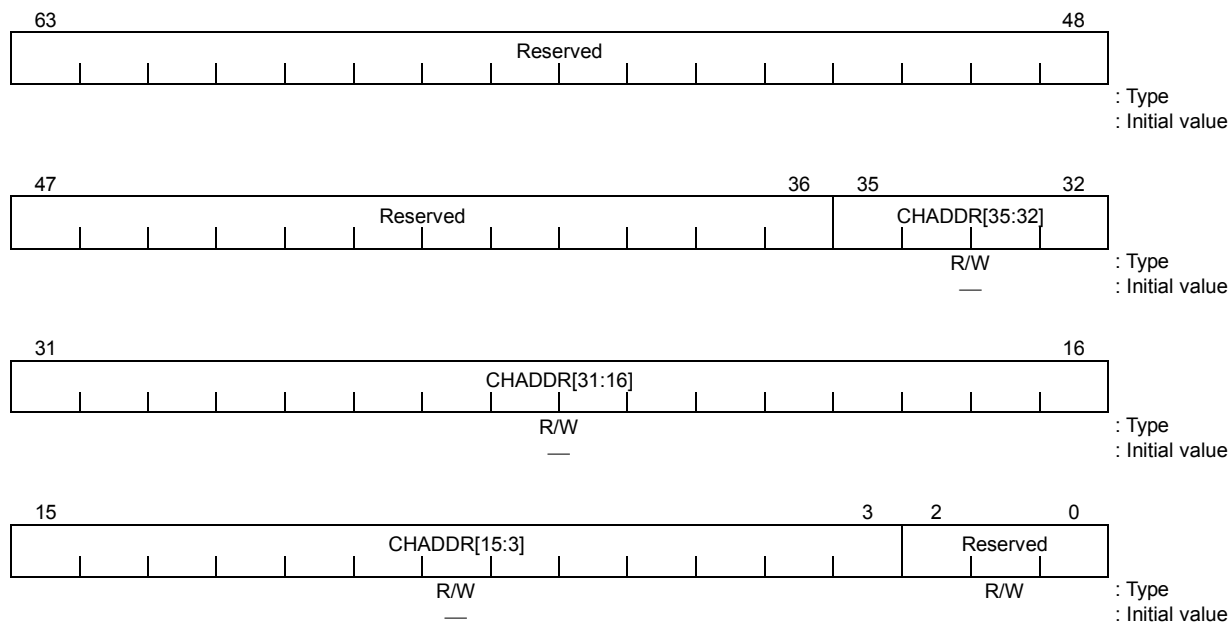 63 48
Reserved
: Type
: Initial value
47 36 35 32
Reserved CHADDR[35:32]
R/W : Type
— : Initial value
31 16
CHADDR[31:16]
R/W : Type
— : Initial value
15 3 2 0
CHADDR[15:3] Reserved
R/W R/W : Type
— : Initial value